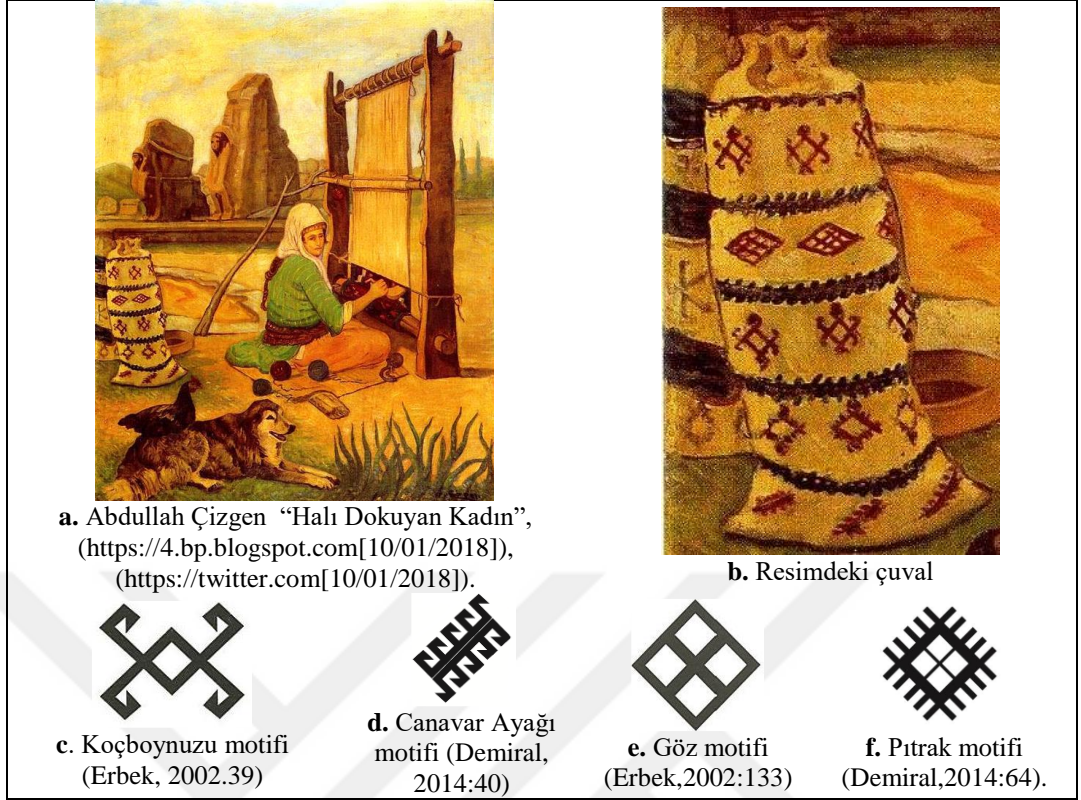 a. Abdullah Çizgen “Halı Dokuyan Kadın”,
(https://4.bp.blogspot.com[10/01/2018]),
(https://twitter.com[10/01/2018]).
b. Resimdeki çuval
c. Koçboynuzu motifi
(Erbek, 2002.39)
d. Canavar Ayağı
motifi (Demiral,
2014:40)
e. Göz motifi
(Erbek,2002:133)
f. Pıtrak motifi
(Demiral,2014:64).